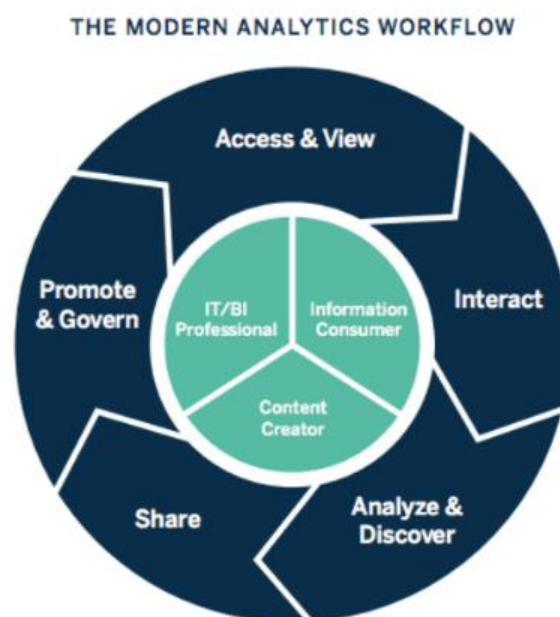 THE MODERN ANALYTICS WORKFLOW
Access & View
Interact
Analyze &
Discover
Share
Promote
& Govern
IT/BI
Professional
Information
Consumer
Content
Creator